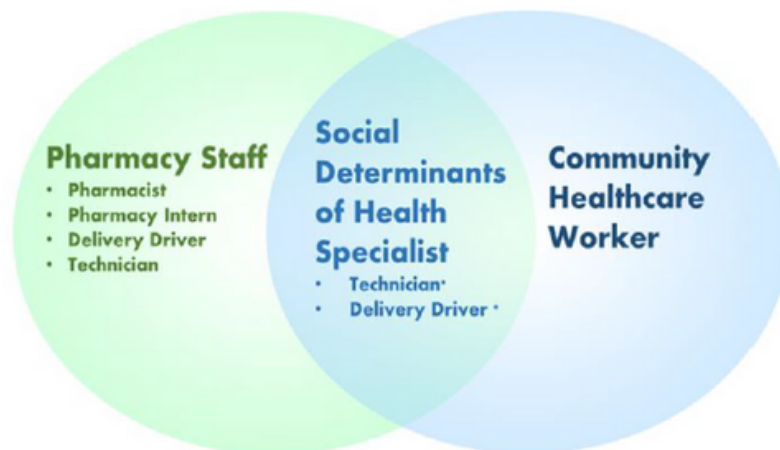 Pharmacy Staff
• Pharmacist
• Pharmacy Intern
• Delivery Driver
• Technician
Social
Determinants
of Health
Specialist
• Technician*
• Delivery Driver *
Community
Healthcare
Worker